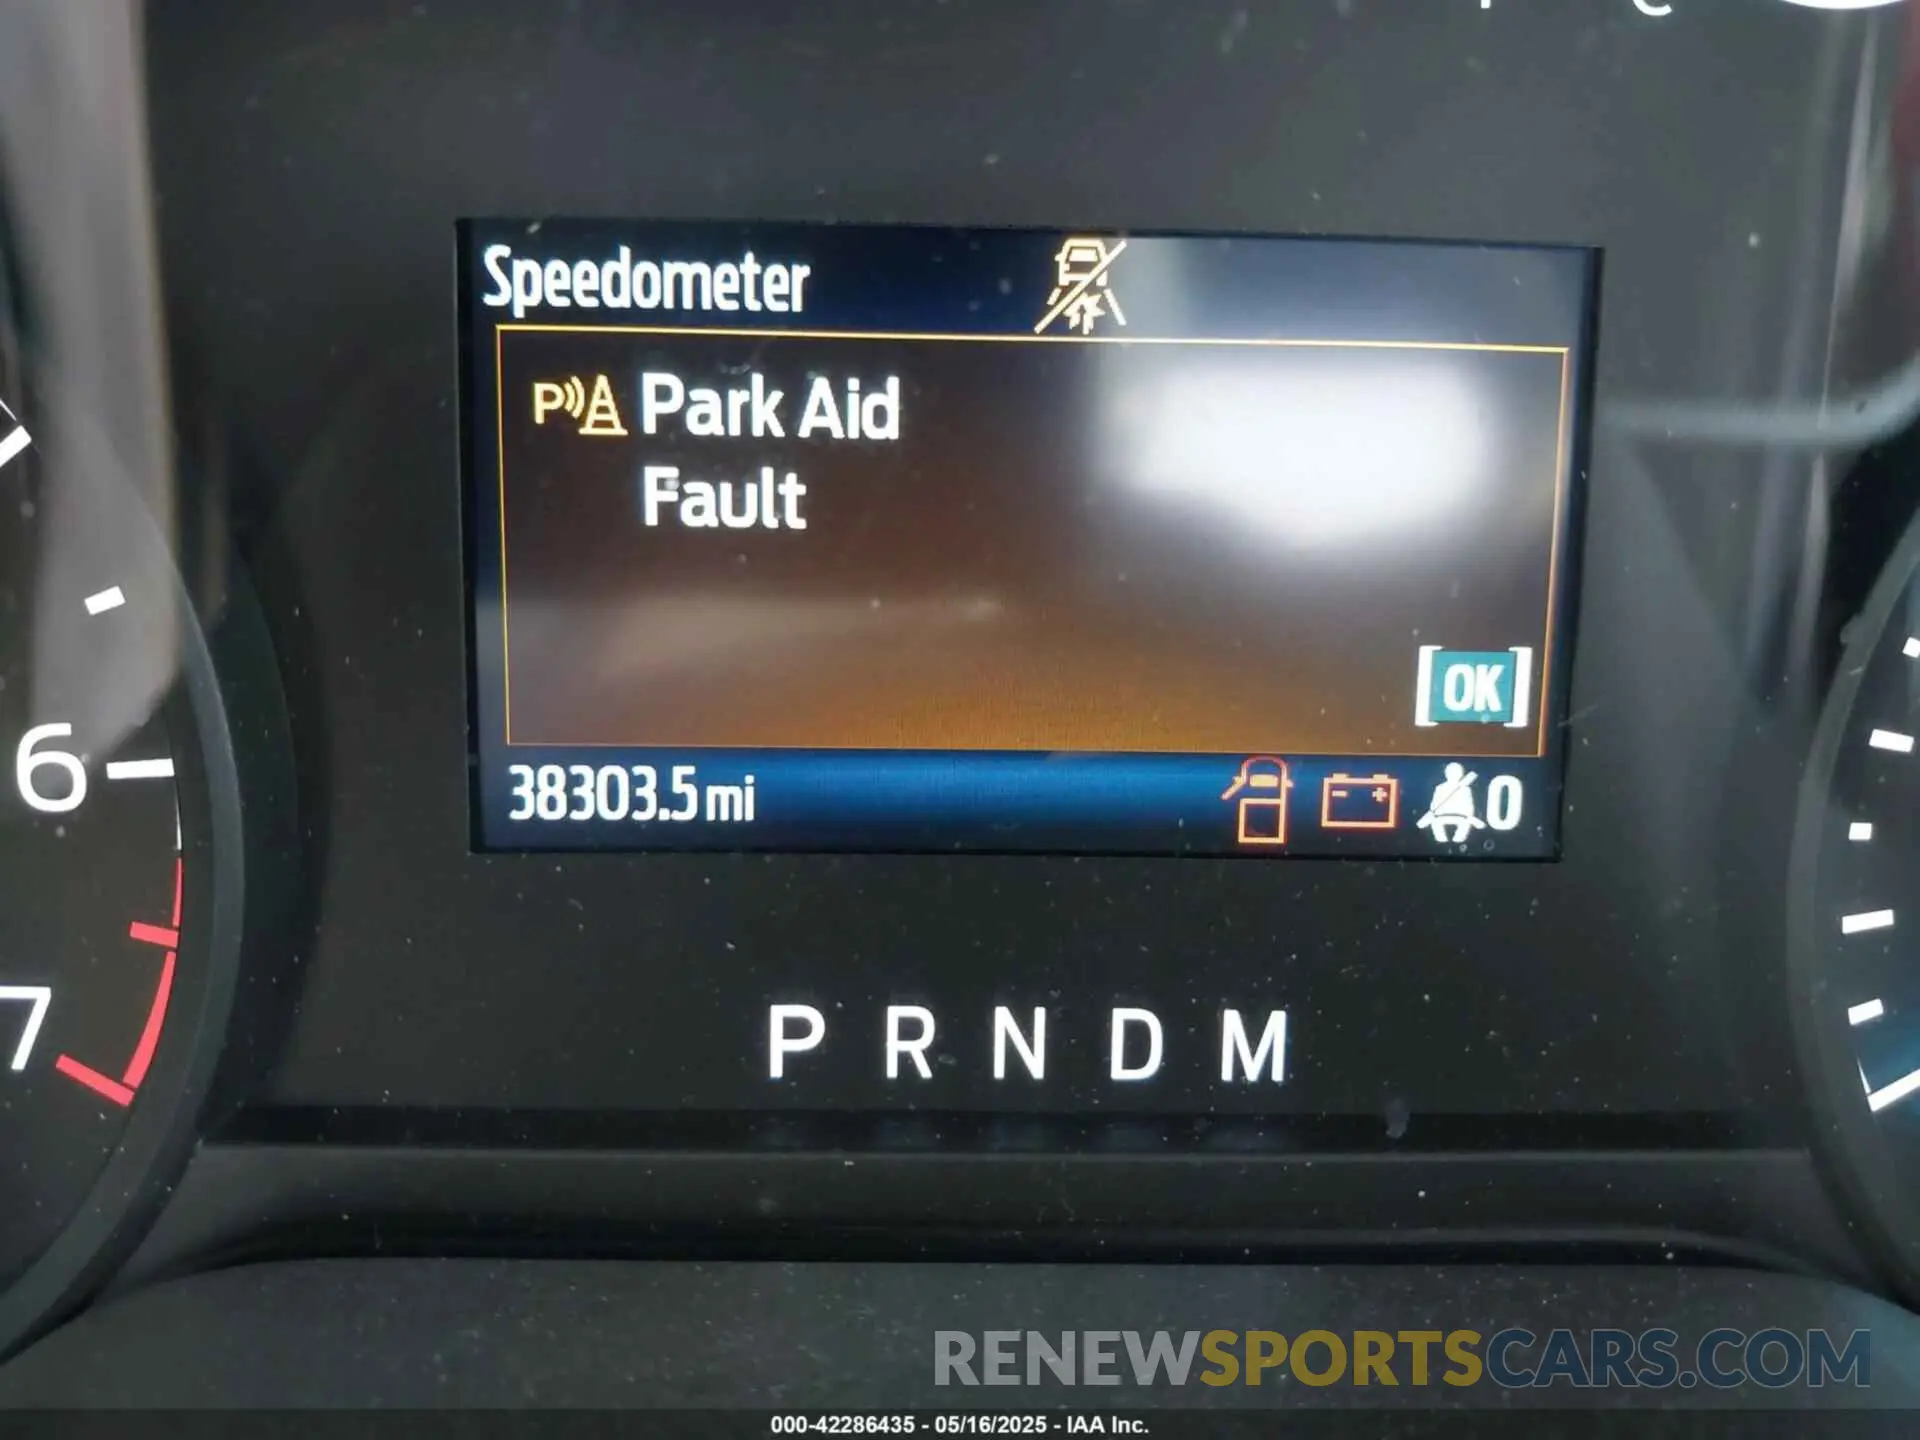 Speedometer
P Park Aid
Fault
OK
38303.5 mi
0
6
7
P R N D M
RENEWSPORTSCARS.COM
000-42286435 - 05/16/2025 - IAA Inc.